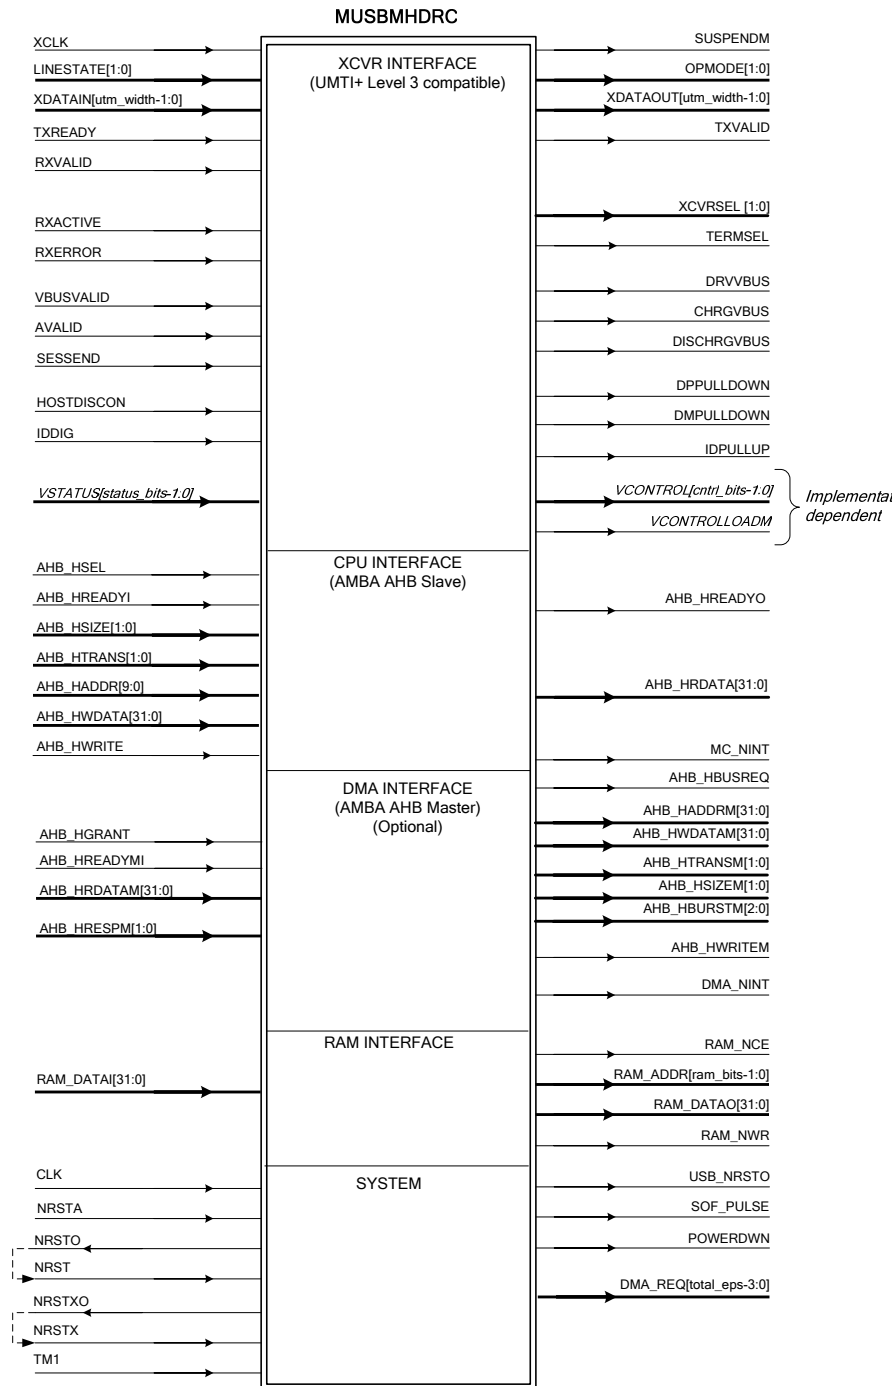 MUSBMHDRC
XCLK
LINESTATE[1:0]
XDATAIN[utm_width-1:0]
TXREADY
RXVALID
RXACTIVE
RXERROR
VBUSVALID
AVALID
SESSEND
HOSTDISCON
IDDIG
VSTATUS[status_bits-1:0]
XCVR INTERFACE
(UMTI+ Level 3 compatible)
SUSPENDM
OPMODE[1:0]
XDATAOUT[utm_width-1:0]
TXVALID
XCVRSEL [1:0]
TERMSEL
DRVVBUS
CHRGVBUS
DISCHRGVBUS
DPPULLDOWN
DMPULLDOWN
IDPULLUP
VCONTROL[cntrl_bits-1:0]
VCONTROLLOADM
dependent
AHB_HSEL
AHB_HREADYI
AHB_HSIZE[1:0]
AHB_HTRANS[1:0]
AHB_HADDR[9:0]
AHB_HWDATA[31:0]
AHB_HWRITE
CPU INTERFACE
(AMBA AHB Slave)
AHB_HREADYO
AHB_HRDATA[31:0]
MC_NINT
AHB_HGRANT
AHB_HREADYMI
AHB_HRDATAM[31:0]
AHB_HRESPM[1:0]
DMA INTERFACE
(AMBA AHB Master)
(Optional)
AHB_HBUSREQ
AHB_HADDRM[31:0]
AHB_HWDATAM[31:0]
AHB_HTRANSM[1:0]
AHB_HSIZEM[1:0]
AHB_HBURSTM[2:0]
AHB_HWRITEM
DMA_NINT
RAM_DATAI[31:0]
RAM INTERFACE
RAM_NCE
RAM_ADDR[ram_bits-1:0]
RAM_DATAO[31:0]
RAM_NWR
CLK
NRSTA
NRSTO
NRST
NRSTXO
NRSTX
TM1
SYSTEM
USB_NRSTO
SOF_PULSE
POWERDWN
DMA_REQ[total_eps-3:0]